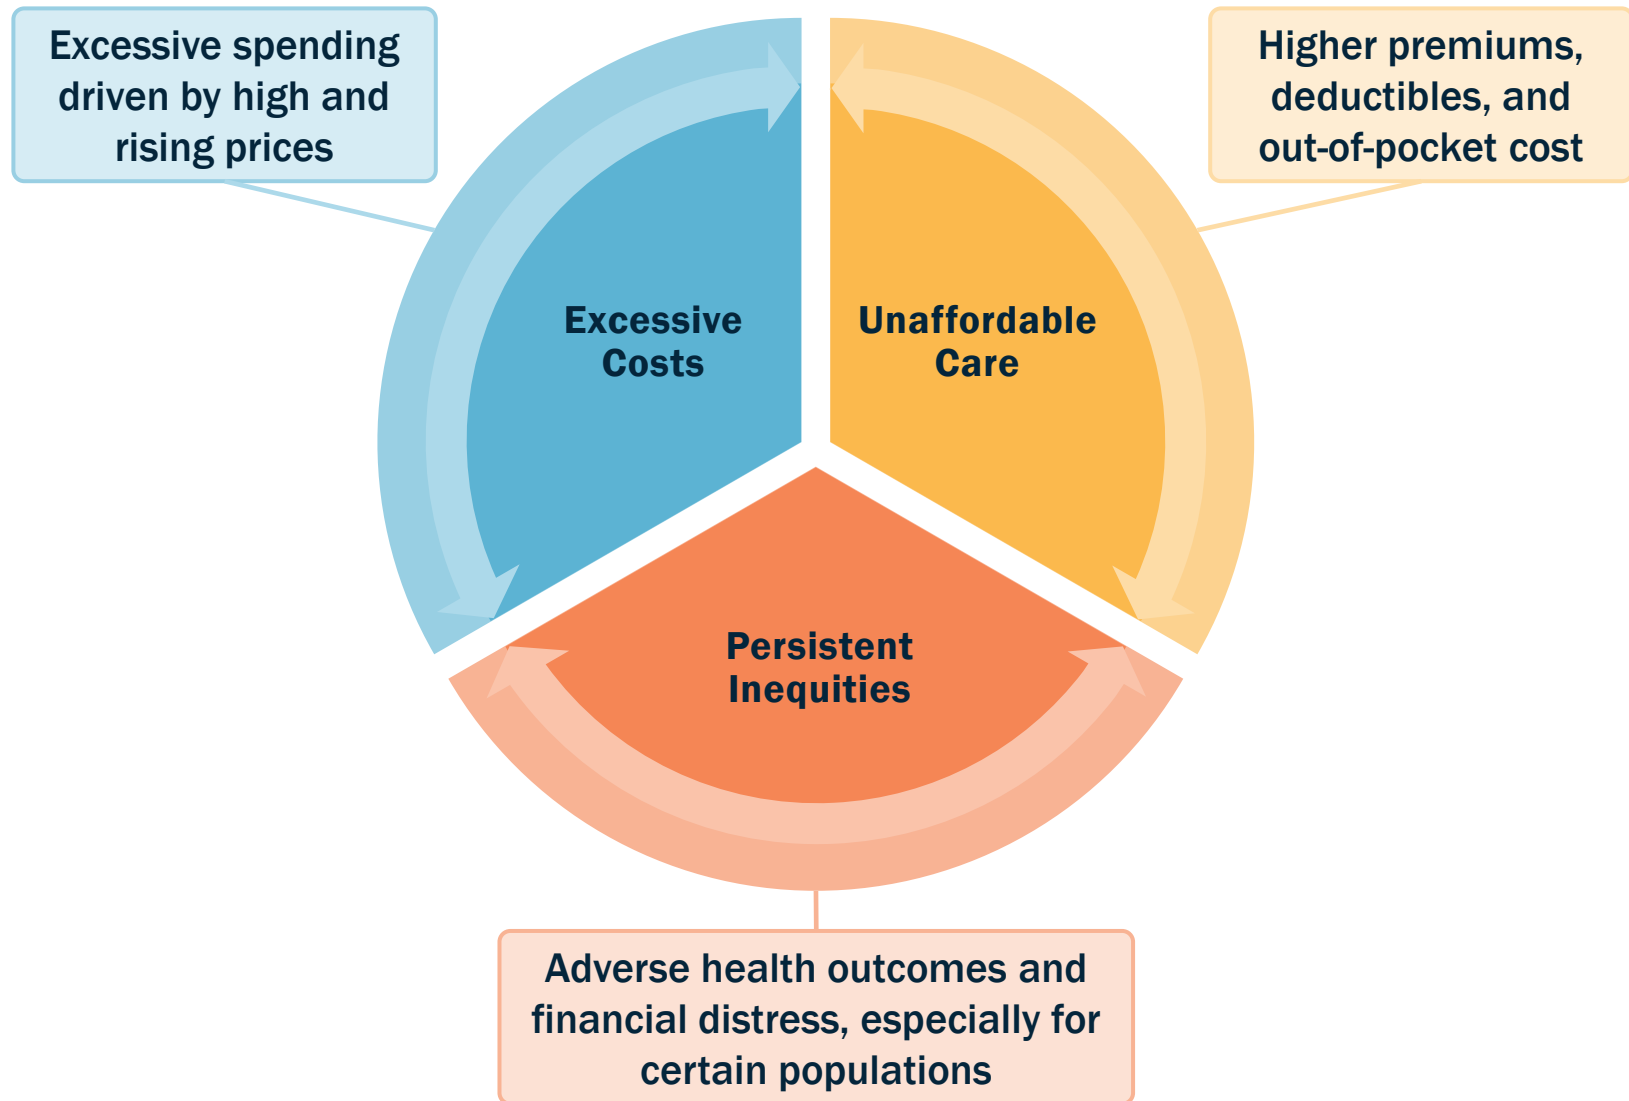 Excessive spending
driven by high and
rising prices
Higher premiums,
deductibles, and
out-of-pocket cost
Excessive
Costs
Unaffordable
Care
Persistent
Inequities
Adverse health outcomes and
financial distress, especially for
certain populations